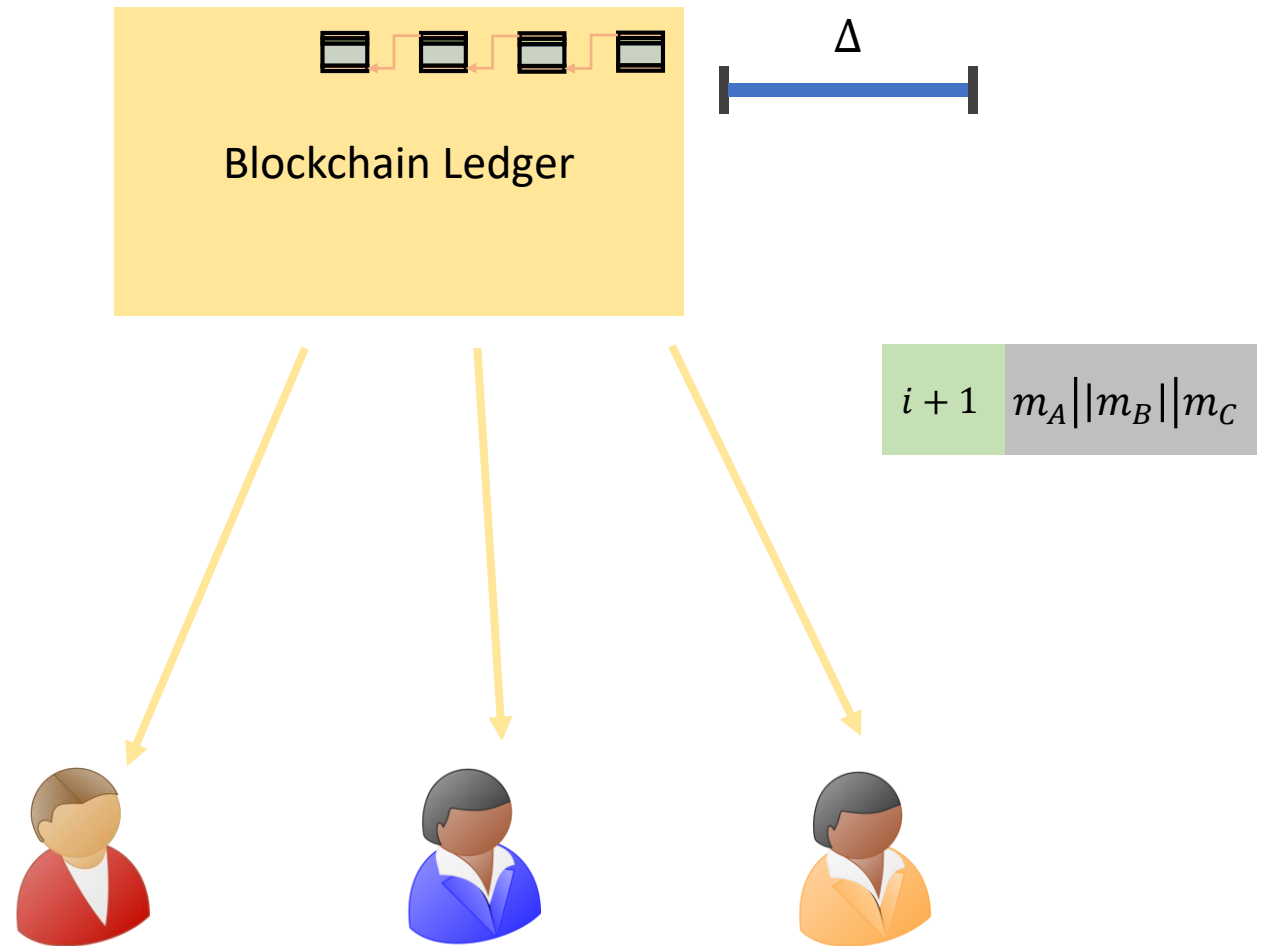 Δ
Blockchain Ledger
i + 1 m_A||m_B||m_C